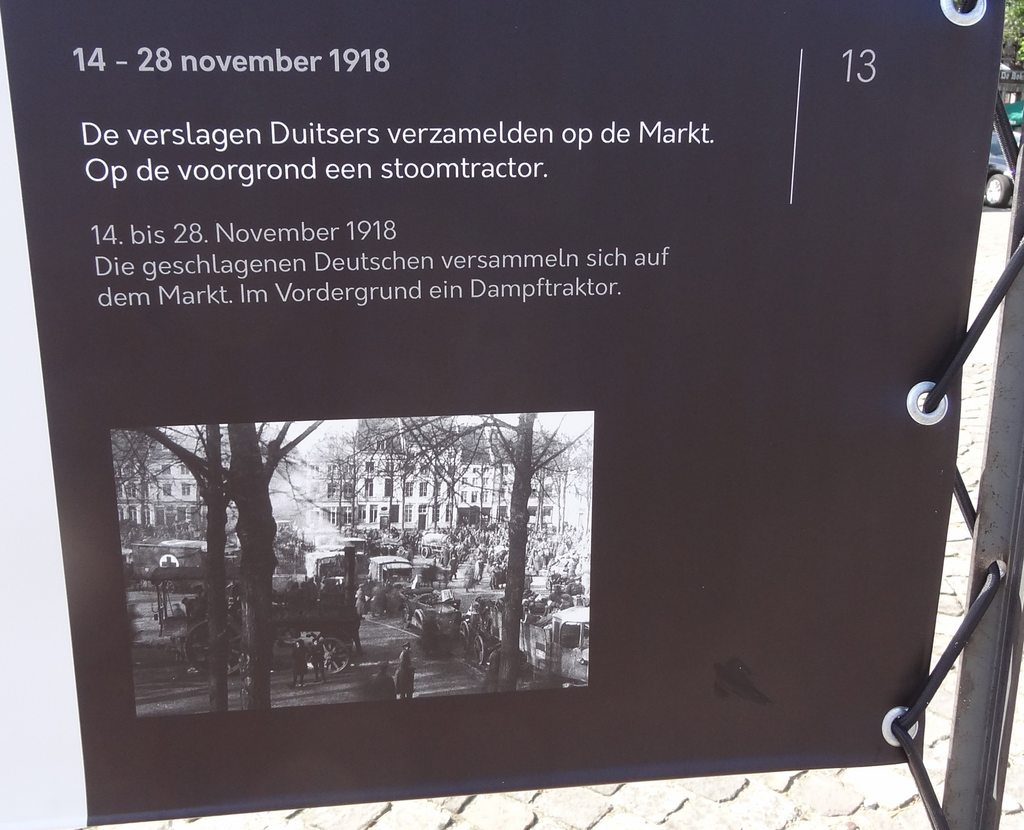 14 - 28 november 1918
13
De verslagen Duitsers verzamelden op de Markt.
Op de voorgrond een stoomtractor.
14. bis 28. November 1918
Die geschlagenen Deutschen versammeln sich auf
dem Markt. Im Vordergrund ein Dampftraktor.